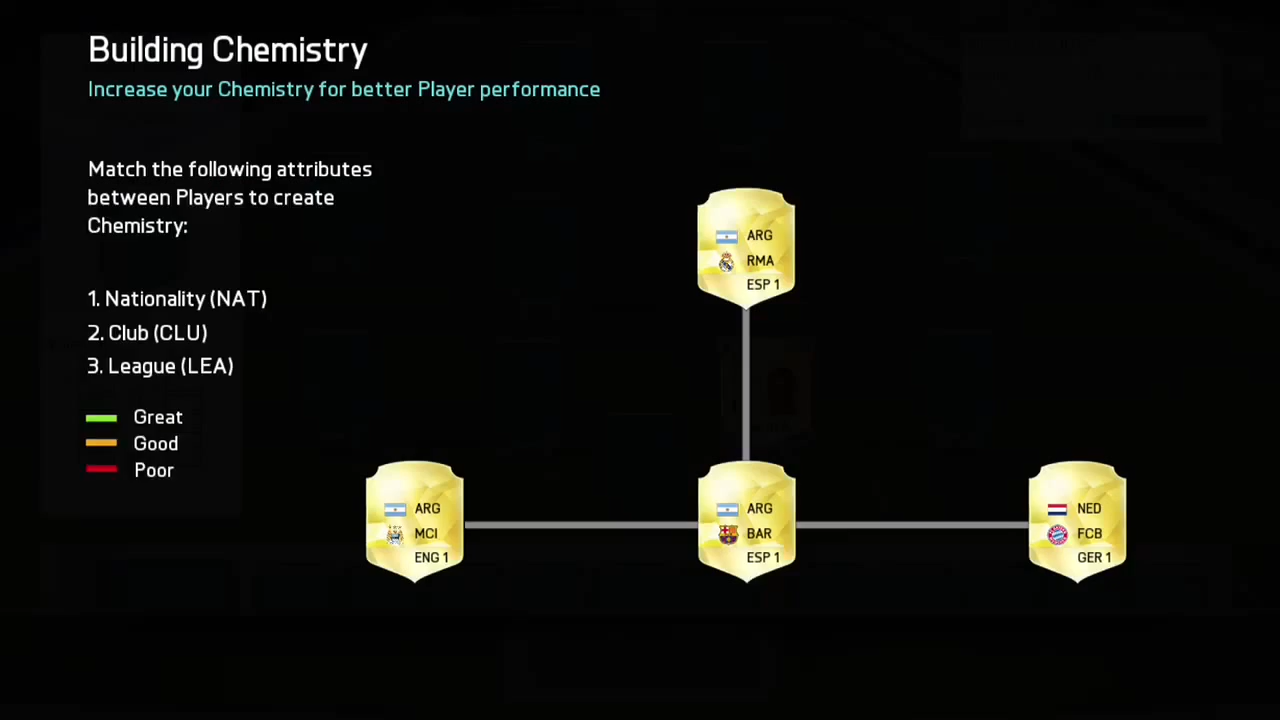 Building Chemistry
Increase your Chemistry for better Player performance
Match the following attributes
between Players to create
Chemistry:
1. Nationality (NAT)
2. Club (CLU)
3. League (LEA)
Great
Good
Poor
ARG
RMA
ESP 1
ARG
MCI
ENG 1
ARG
BAR
ESP 1
NED
FCB
GER 1